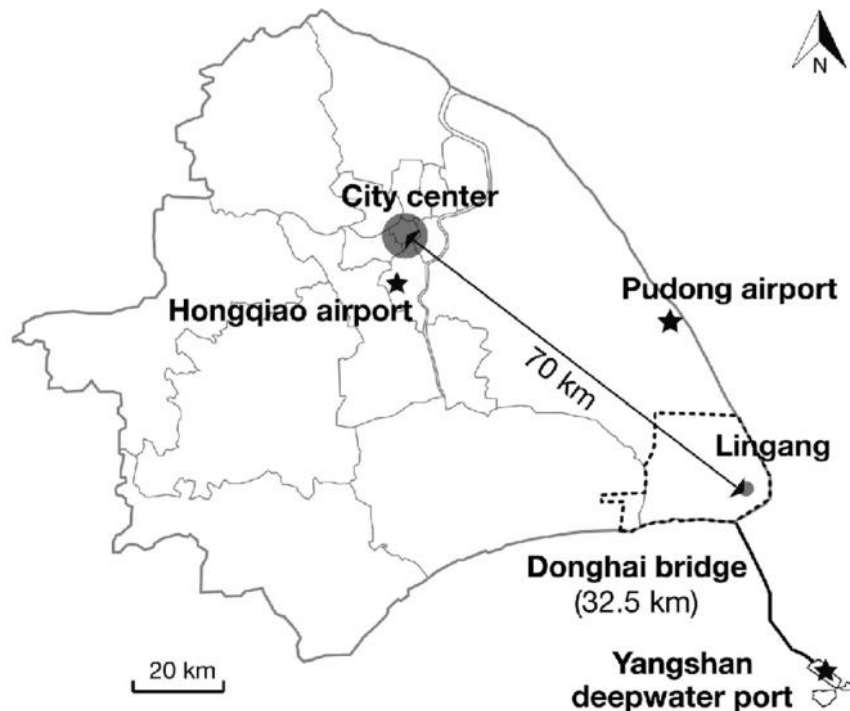 N
City center
Hongqiao airport
Pudong airport
70 km
Lingang
Donghai bridge
(32.5 km)
20 km
Yangshan
deepwater port